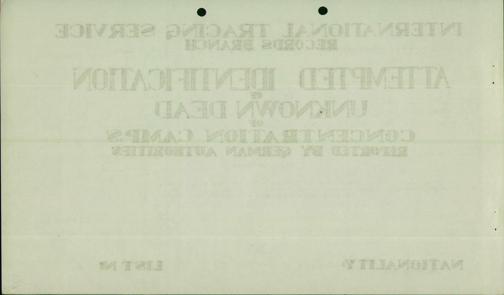 INTERNATIONAL TRACING SERVICE
RECORDS BRANCH
ATTEMPTED IDENTIFICATION
OF
UNKNOWN DEAD
OF
CONCENTRATION CAMPS
REPORTED BY GERMAN AUTHORITIES
NATIONALITY: LIST Nº